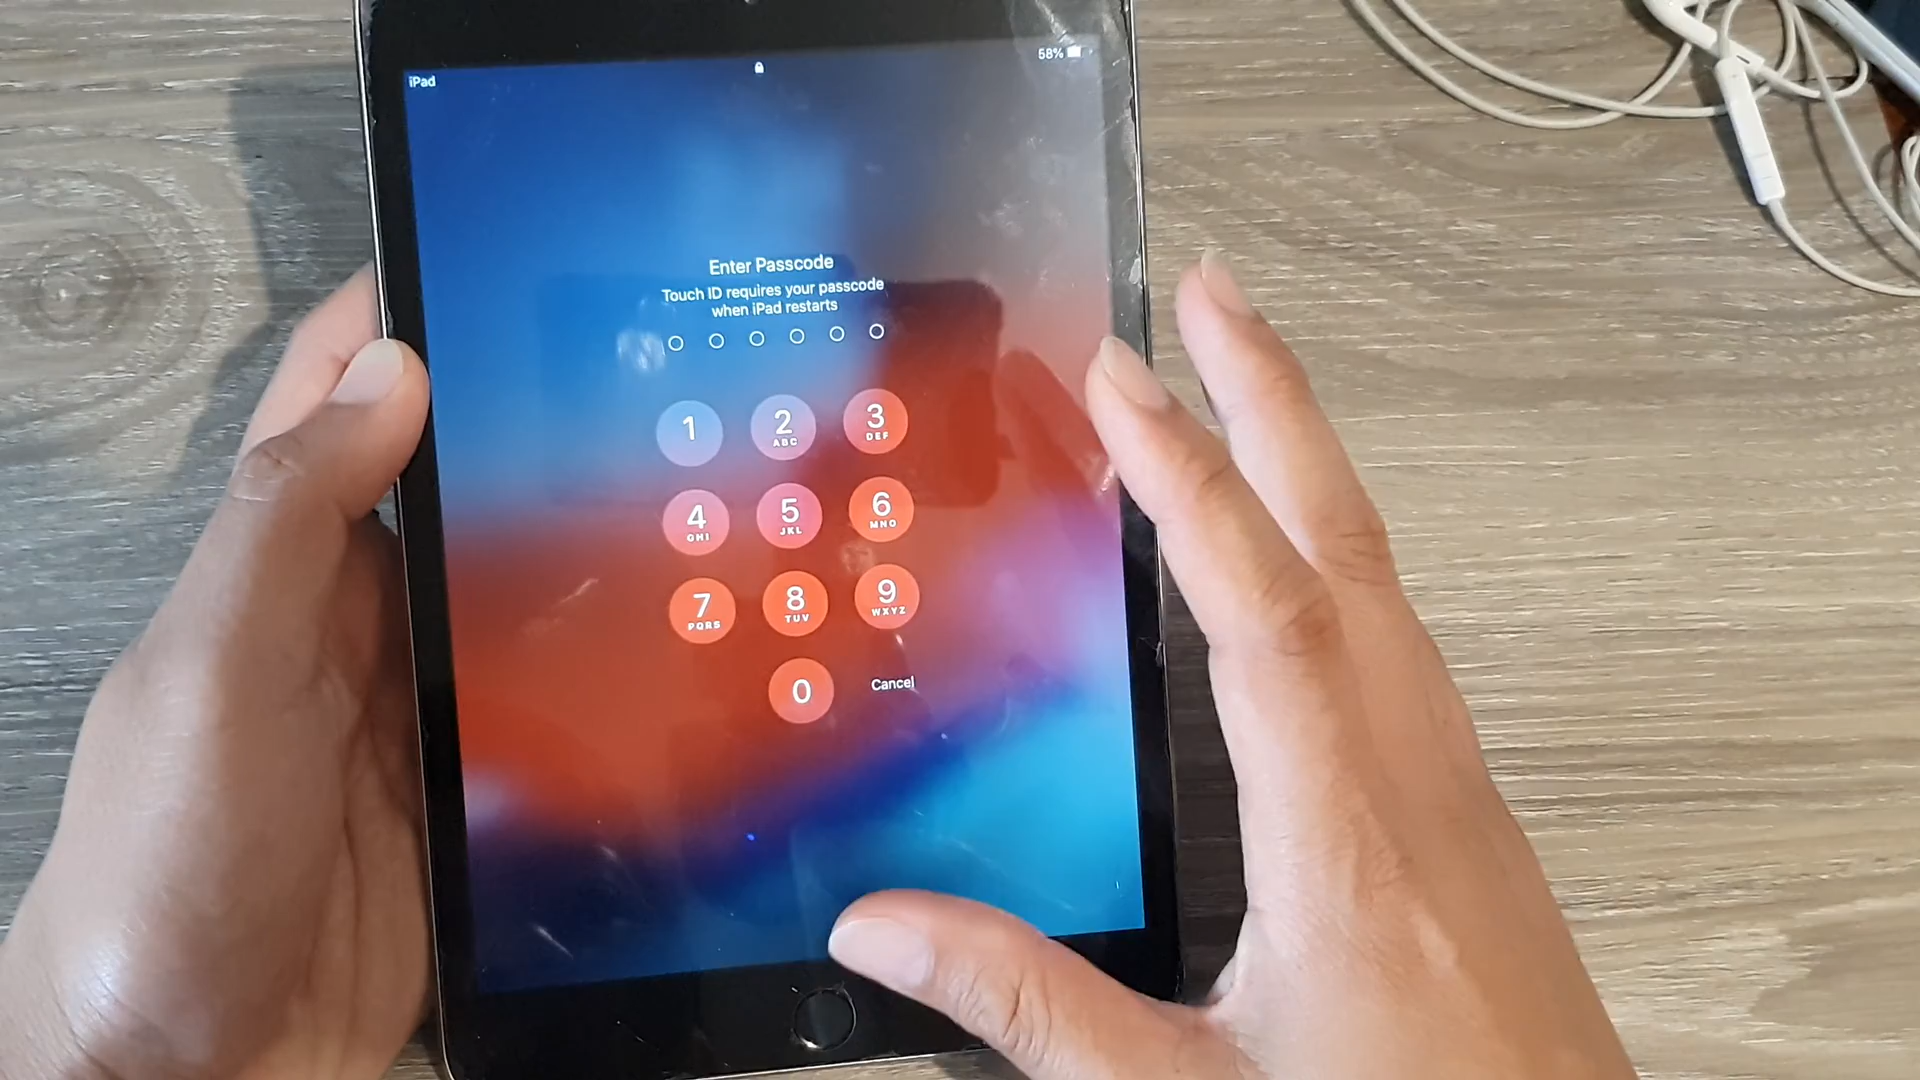 iPad
58%
Enter Passcode
Touch ID requires your passcode
when iPad restarts
1
2
ABC
3
DEF
4
GHI
5
JKL
6
MNO
7
PQRS
8
TUV
9
WXYZ
0
Cancel